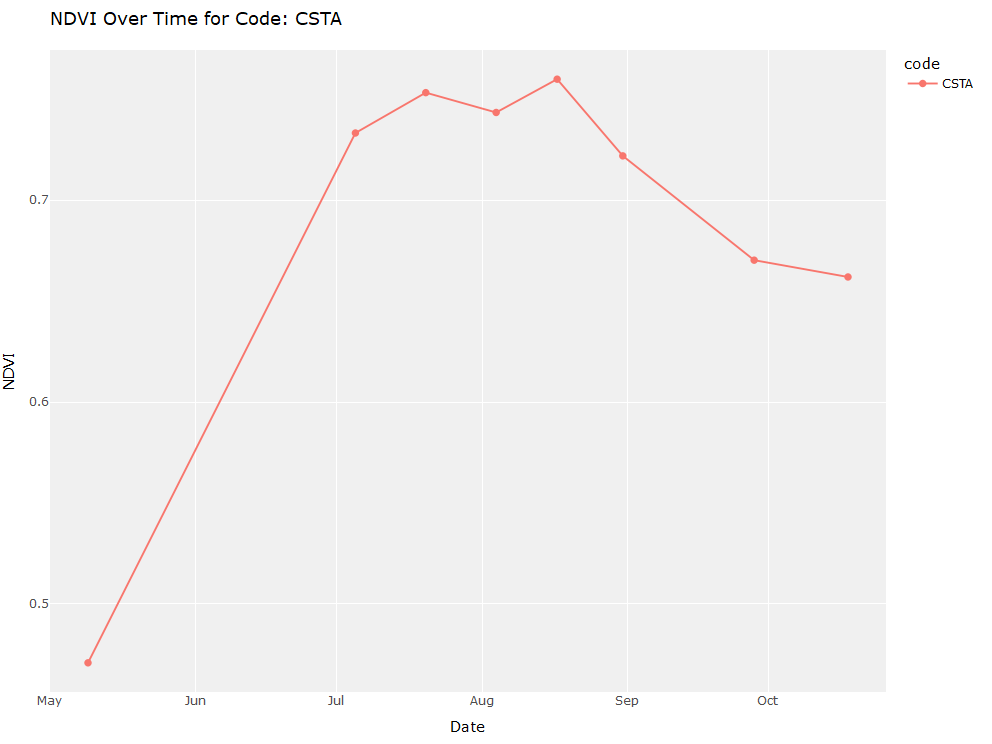 NDVI Over Time for Code: CSTA
code
CSTA
0.7
0.6
0.5
NDVI
May Jun Jul Aug Sep Oct
Date